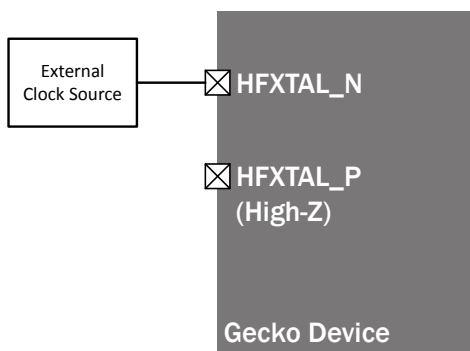 External
Clock Source
HFXTAL_N
HFXTAL_P
(High-Z)
Gecko Device